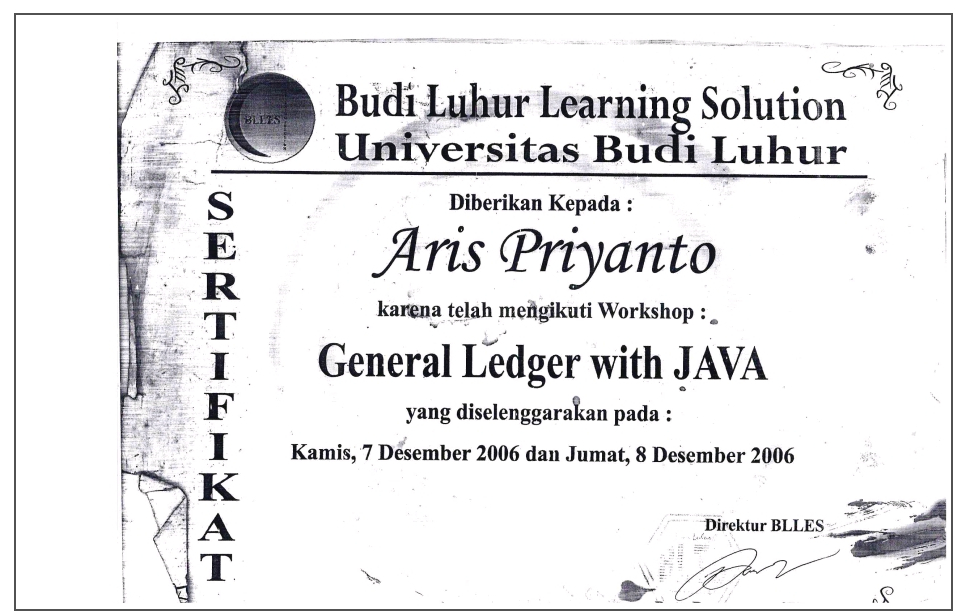 BLLES
Budi Luhur Learning Solution
Universitas Budi Luhur
SERTIFIKAT
Diberikan Kepada :
Aris Priyanto
karena telah mengikuti Workshop :
General Ledger with JAVA
yang diselenggarakan pada :
Kamis, 7 Desember 2006 dan Jumat, 8 Desember 2006
Direktur BLLES